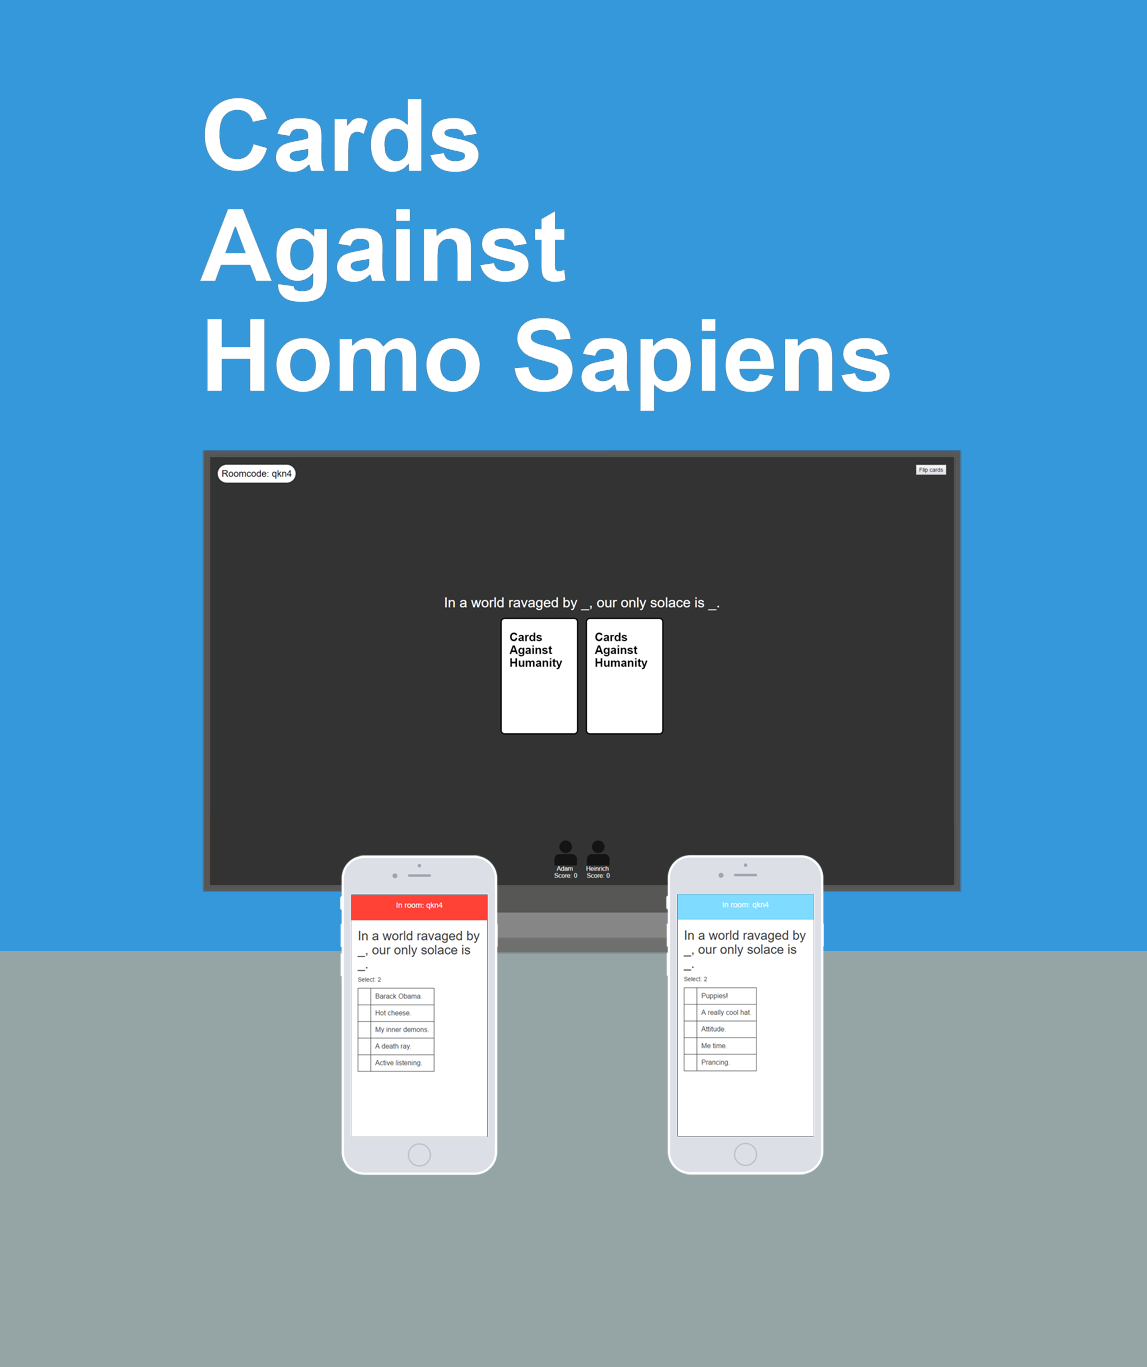 Cards
Against
Homo Sapiens
Roomcode: qkn4
Flip cards
In a world ravaged by _, our only solace is _.
Cards
Against
Humanity
Cards
Against
Humanity
Adam
Score: 0
Heinrich
Score: 0
In room: qkn4
In a world ravaged by
_, our only solace is
_.
Select: 2
Barack Obama.
Hot cheese.
My inner demons.
A death ray.
Active listening.
In room: qkn4
In a world ravaged by
_, our only solace is
_.
Select: 2
Puppies!
A really cool hat.
Attitude.
Me time.
Prancing.